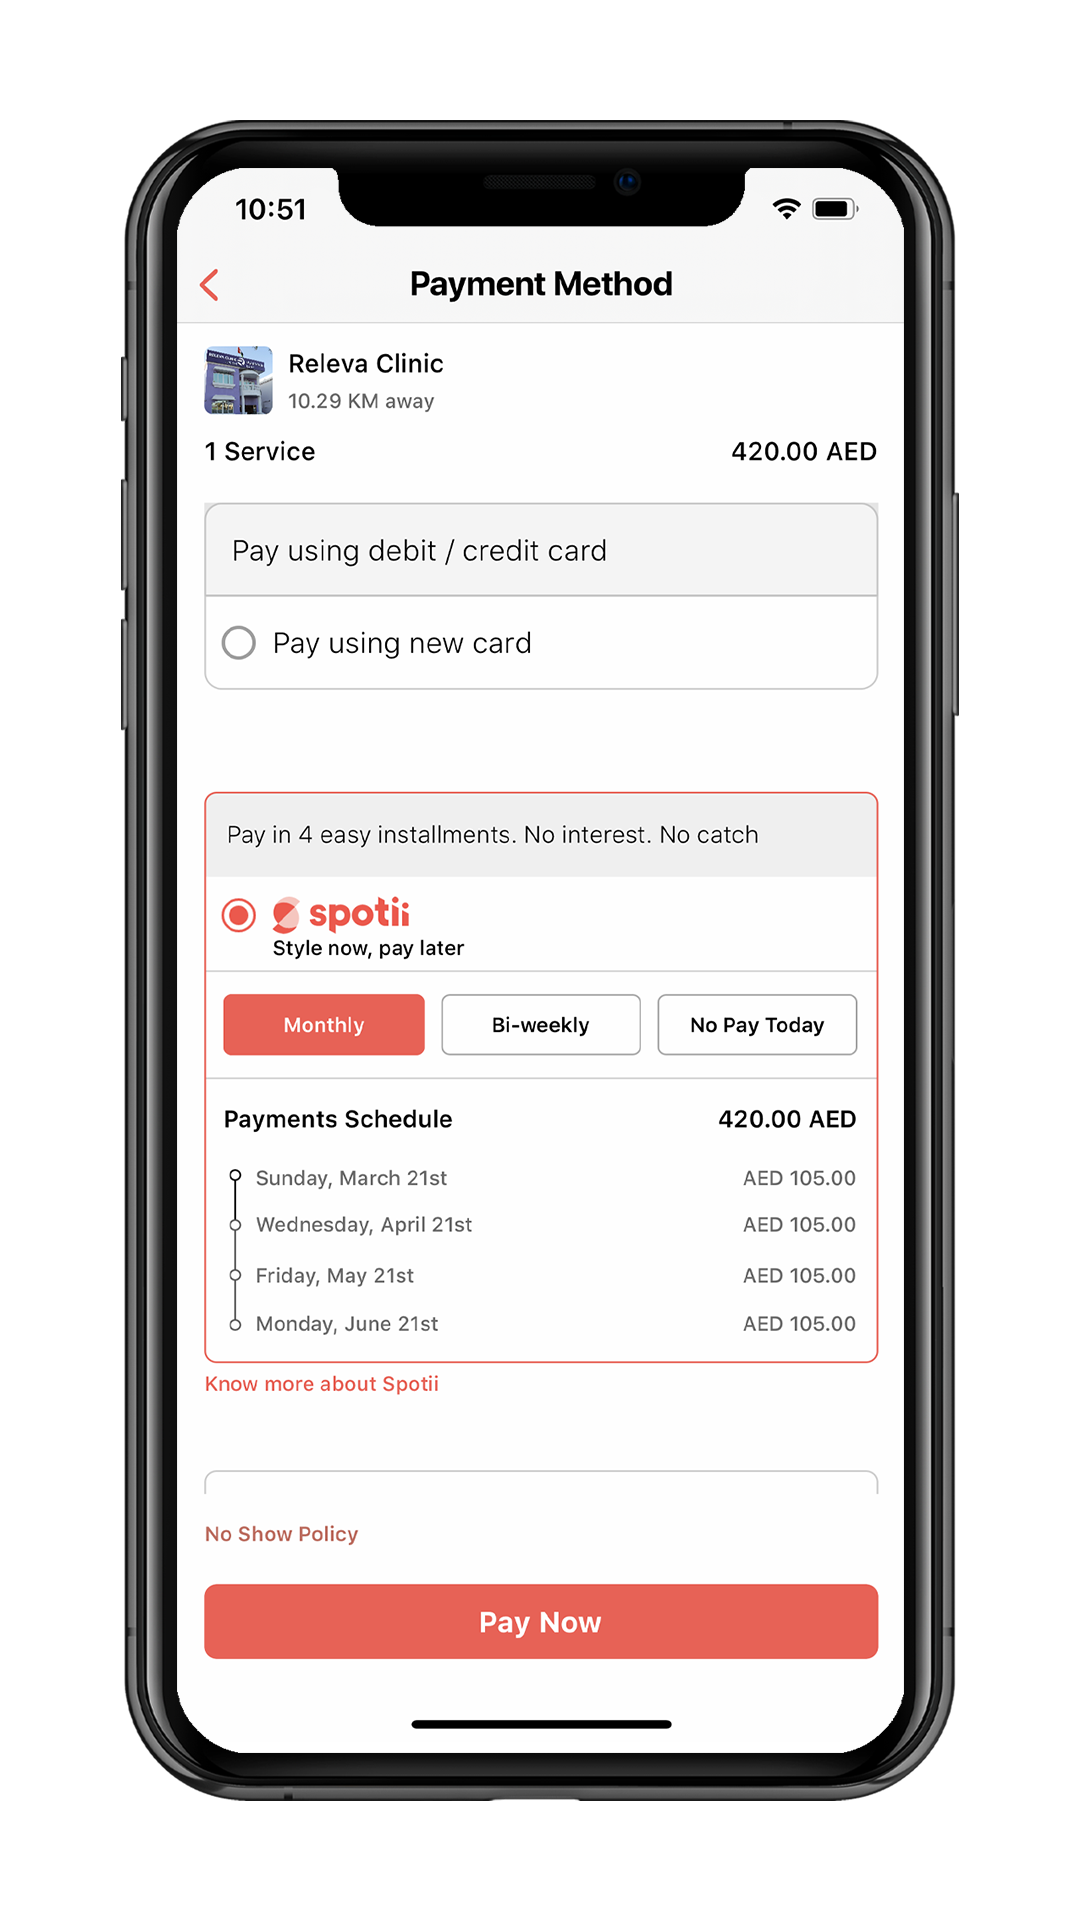 10:51
Payment Method
Releva Clinic
10.29 KM away
1 Service 420.00 AED
Pay using debit / credit card
Pay using new card
Pay in 4 easy installments. No interest. No catch
spotii
Style now, pay later
Monthly Bi-weekly No Pay Today
Payments Schedule 420.00 AED
Sunday, March 21st AED 105.00
Wednesday, April 21st AED 105.00
Friday, May 21st AED 105.00
Monday, June 21st AED 105.00
Know more about Spotii
No Show Policy
Pay Now